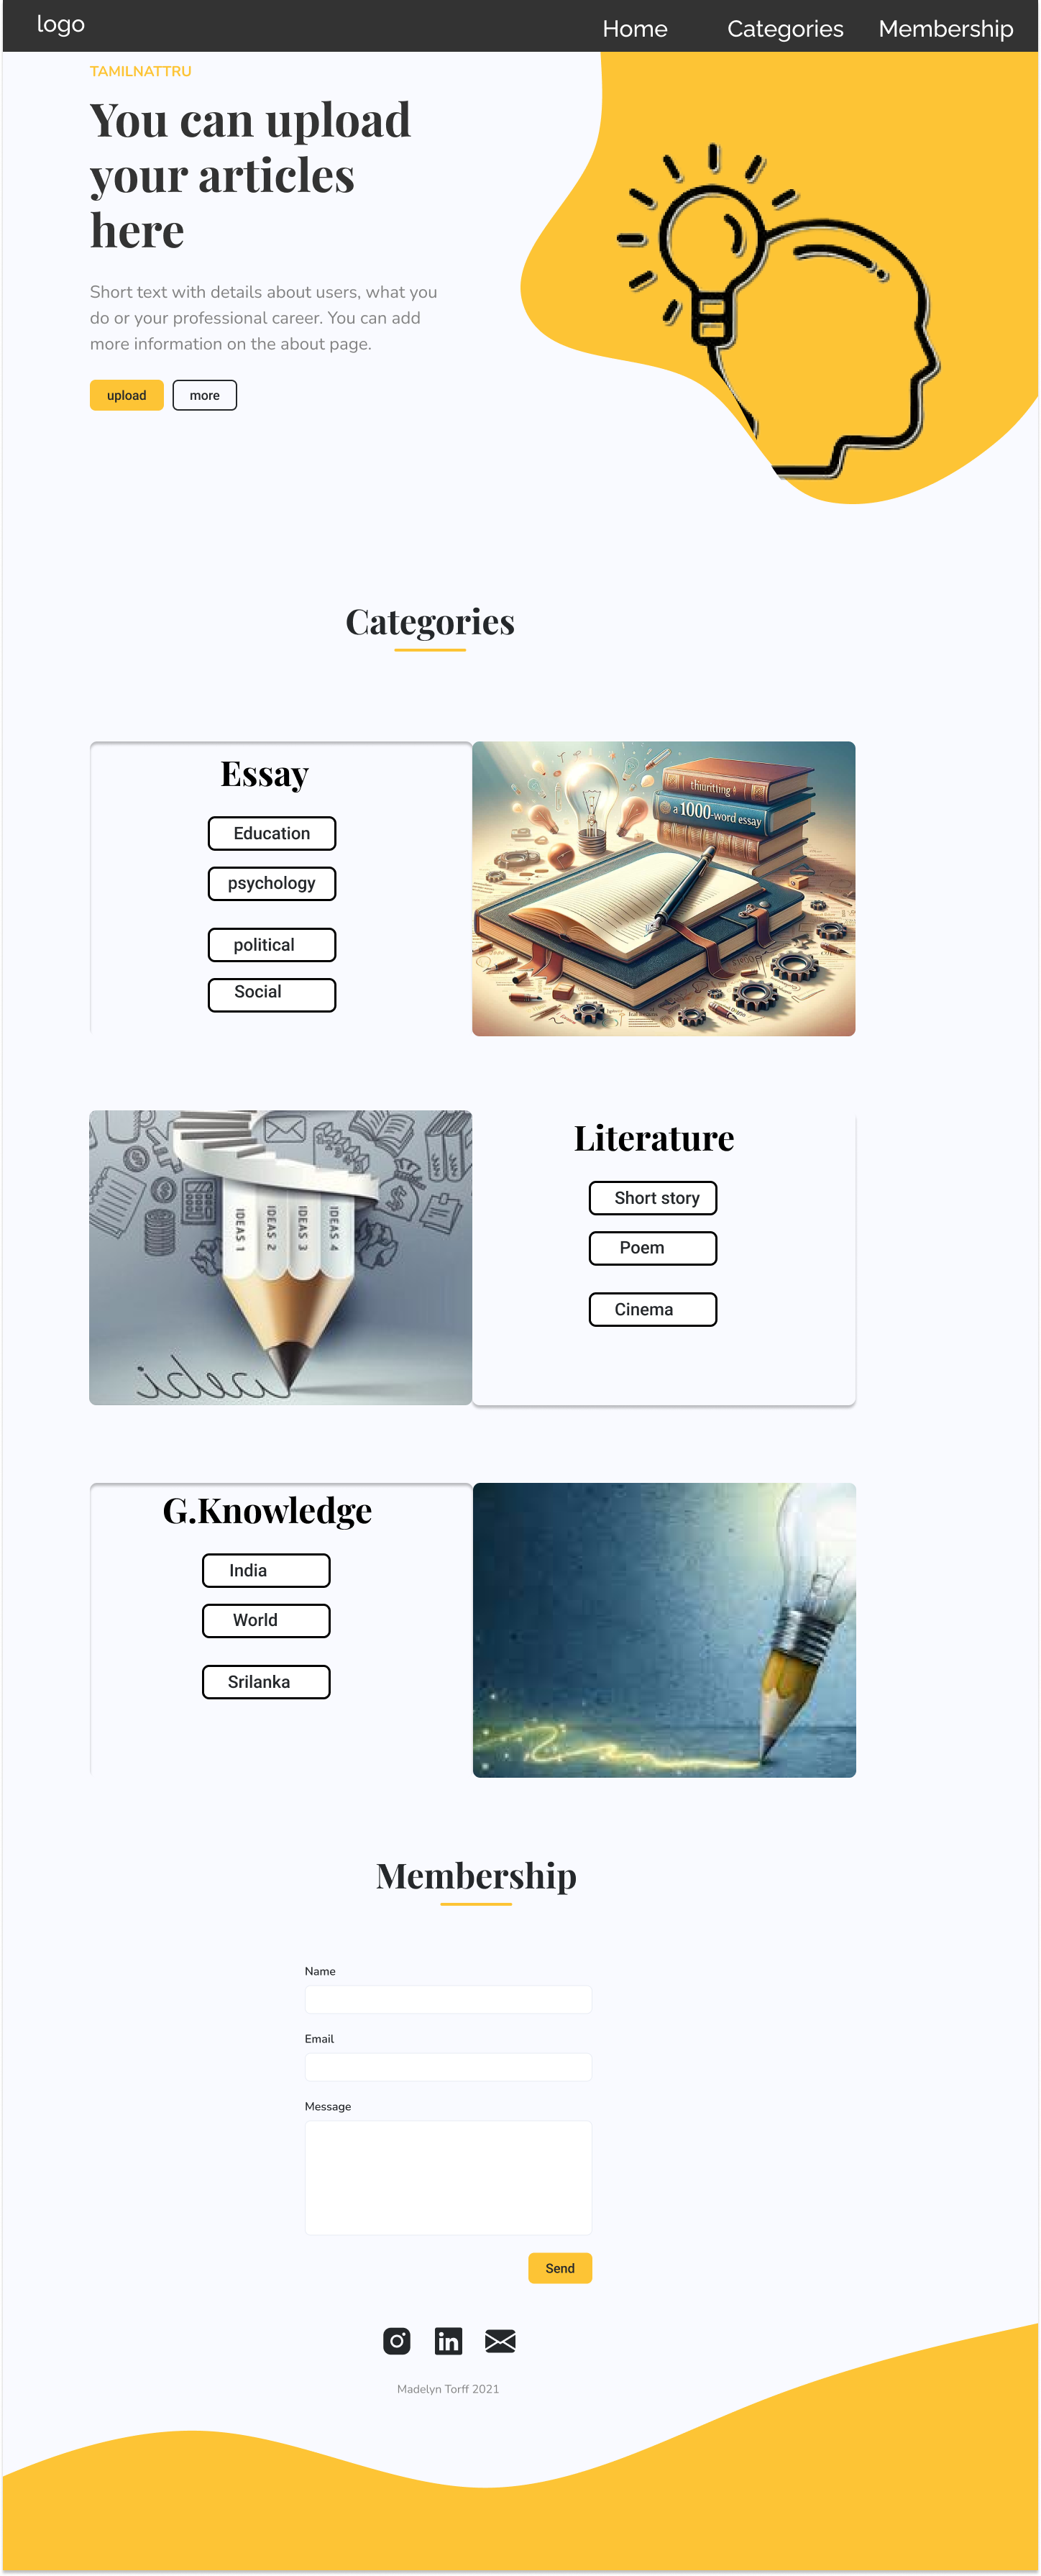 logo
Home Categories Membership
TAMILNATTRU
You can upload
your articles
here
Short text with details about users, what you
do or your professional career. You can add
more information on the about page.
upload more
Categories
Essay
Education
psychology
political
Social
thiuritting
a 1000-word essay
IDEAS 1
IDEAS 2
IDEAS 3
IDEAS 4
Literature
Short story
Poem
Cinema
G.Knowledge
India
World
Srilanka
Membership
Name
Email
Message
Send
in
Madelyn Torff 2021